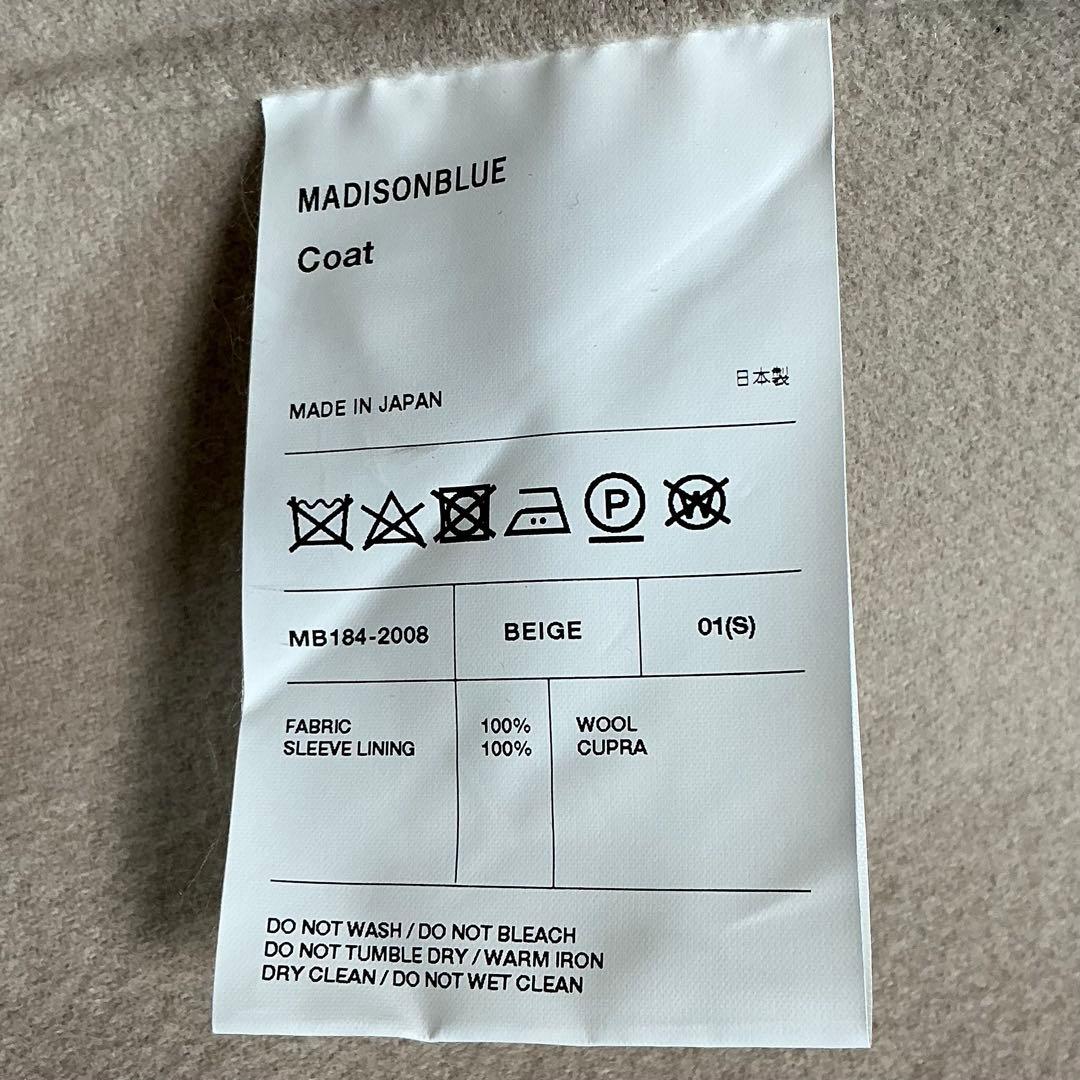 MADISONBLUE
Coat
日本製
MADE IN JAPAN
P
W
MB184-2008 BEIGE 01(S)
FABRIC 100% WOOL
SLEEVE LINING 100% CUPRA
DO NOT WASH / DO NOT BLEACH
DO NOT TUMBLE DRY / WARM IRON
DRY CLEAN / DO NOT WET CLEAN